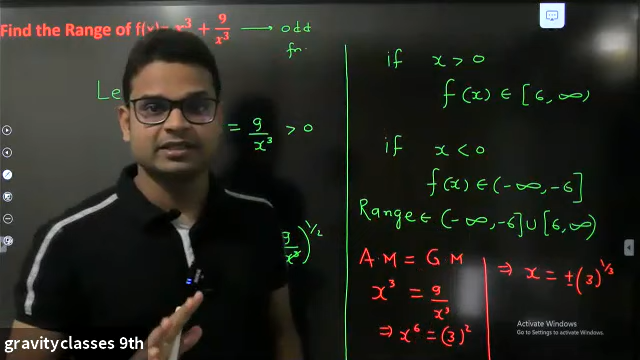 Find the Range of f(x)= x³ + 9/x³ → odd
fn.
Le
= 9/x³ > 0
9/x³)^1/2
if x > 0
f(x) ∈ [6, ∞)
if x < 0
f(x) ∈ (-∞, -6]
Range ∈ (-∞, -6] ∪ [6, ∞)
A.M = G M
x³ = 9/x³
⇒ x⁶ = (3)²
⇒ x = ± (3)^1/3
Activate Windows
Go to Settings to activate Windows.
gravityclasses 9th